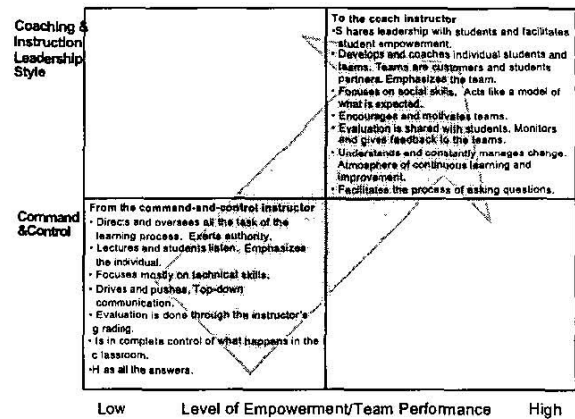 Coaching &
Instruction
Leadership
Style
To the coach instructor
•S hares leadership with students and facilitates
student empowerment.
•Develops and coaches individual students and
teams. Teams are customers and students
partners. Emphasizes the team.
• Focuses on social skills. Acts like a model of
what is expected.
• Encourages and motivates teams.
• Evaluation is shared with students. Monitors
and gives feedback to the teams.
• Understands and constantly manages change.
Atmosphere of continuous learning and
improvement.
• Facilitates the process of asking questions.
Command
&Control
From the command-and-control instructor
• Directs and oversees all the task of the
learning process. Exerts authority.
• Lectures and students listen. Emphasizes
the individual.
• Focuses mostly on technical skills.
• Drives and pushes. Top-down
communication.
• Evaluation is done through the instructor's
g rading.
• Is in complete control of what happens in the
c lassroom.
•H as all the answers.
Low Level of Empowerment/Team Performance High